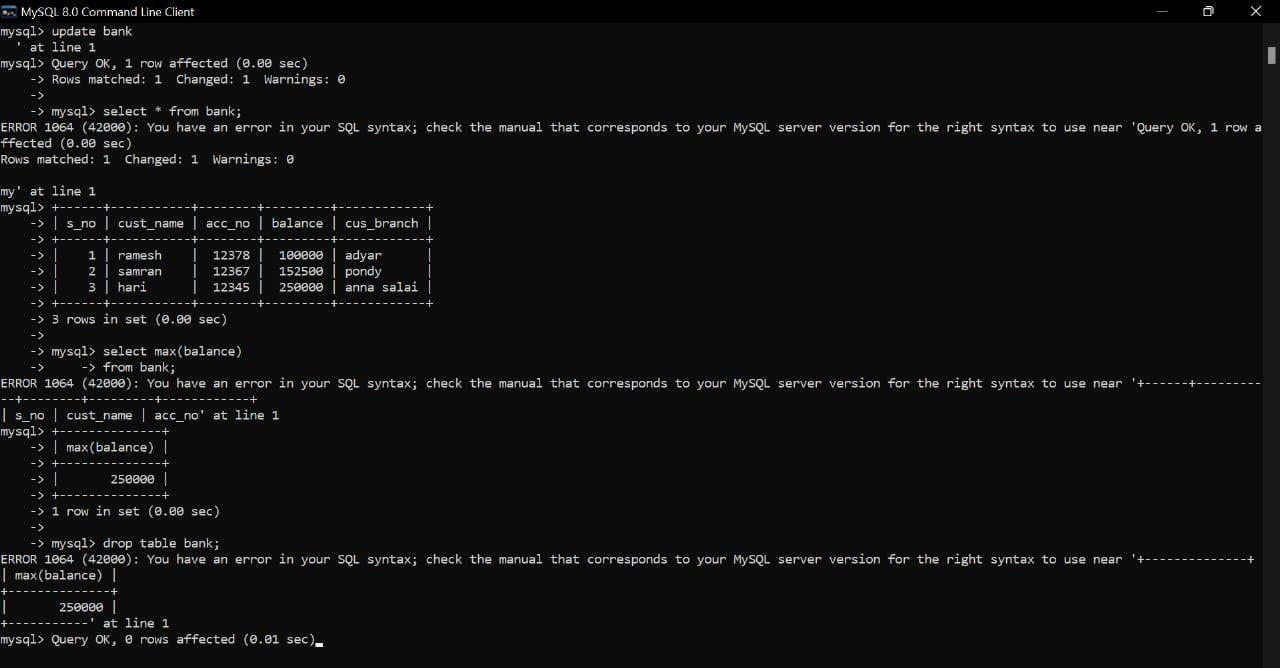 MySQL 8.0 Command Line Client
mysql> update bank
  ' at line 1
mysql> Query OK, 1 row affected (0.00 sec)
    -> Rows matched: 1  Changed: 1  Warnings: 0
    ->
    -> mysql> select * from bank;
ERROR 1064 (42000): You have an error in your SQL syntax; check the manual that corresponds to your MySQL server version for the right syntax to use near 'Query OK, 1 row a
ffected (0.00 sec)
Rows matched: 1  Changed: 1  Warnings: 0
my' at line 1
mysql> +------+-----------+--------+---------+------------+
    -> | s_no | cust_name | acc_no | balance | cus_branch |
    -> +------+-----------+--------+---------+------------+
    -> |    1 | ramesh    |  12378 |  100000 | adyar      |
    -> |    2 | samran    |  12367 |  152500 | pondy      |
    -> |    3 | hari      |  12345 |  250000 | anna salai |
    -> +------+-----------+--------+---------+------------+
    -> 3 rows in set (0.00 sec)
    ->
    -> mysql> select max(balance)
    ->     -> from bank;
ERROR 1064 (42000): You have an error in your SQL syntax; check the manual that corresponds to your MySQL server version for the right syntax to use near '+------+---------
--+--------+---------+------------+
| s_no | cust_name | acc_no' at line 1
mysql> +--------------+
    -> | max(balance) |
    -> +--------------+
    -> |       250000 |
    -> +--------------+
    -> 1 row in set (0.00 sec)
    ->
    -> mysql> drop table bank;
ERROR 1064 (42000): You have an error in your SQL syntax; check the manual that corresponds to your MySQL server version for the right syntax to use near '+--------------+
| max(balance) |
+--------------+
|       250000 |
+-----------' at line 1
mysql> Query OK, 0 rows affected (0.01 sec)